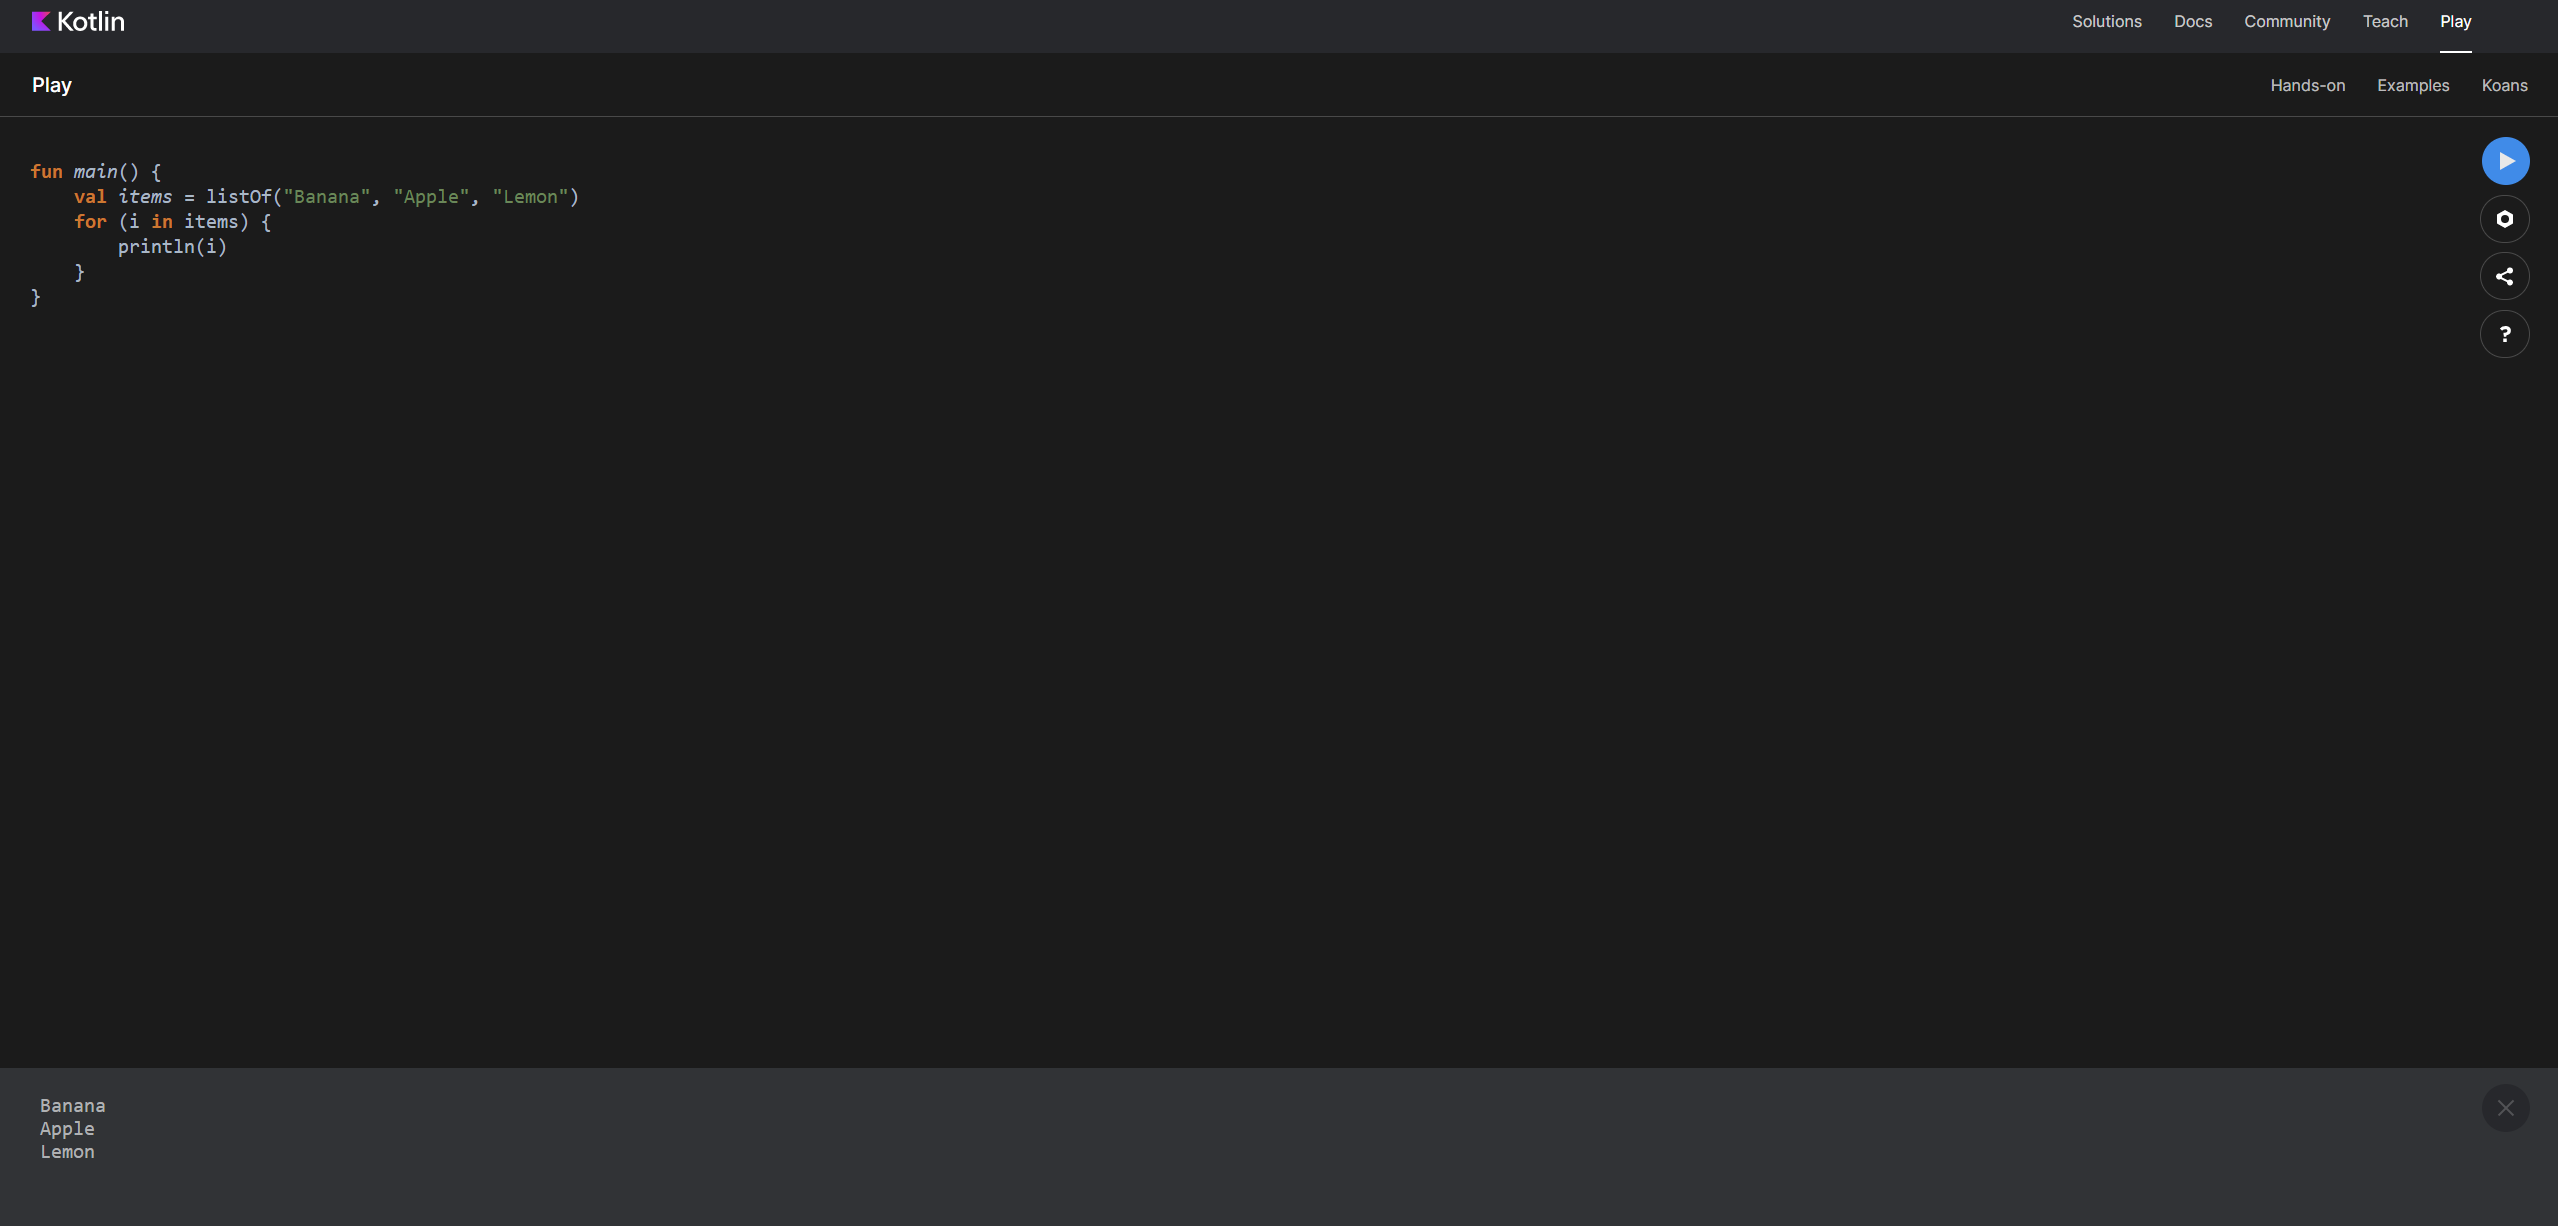 Kotlin
Solutions Docs Community Teach Play
Play
Hands-on Examples Koans
fun main() {
    val items = listOf("Banana", "Apple", "Lemon")
    for (i in items) {
        println(i)
    }
}
?
Banana
Apple
Lemon